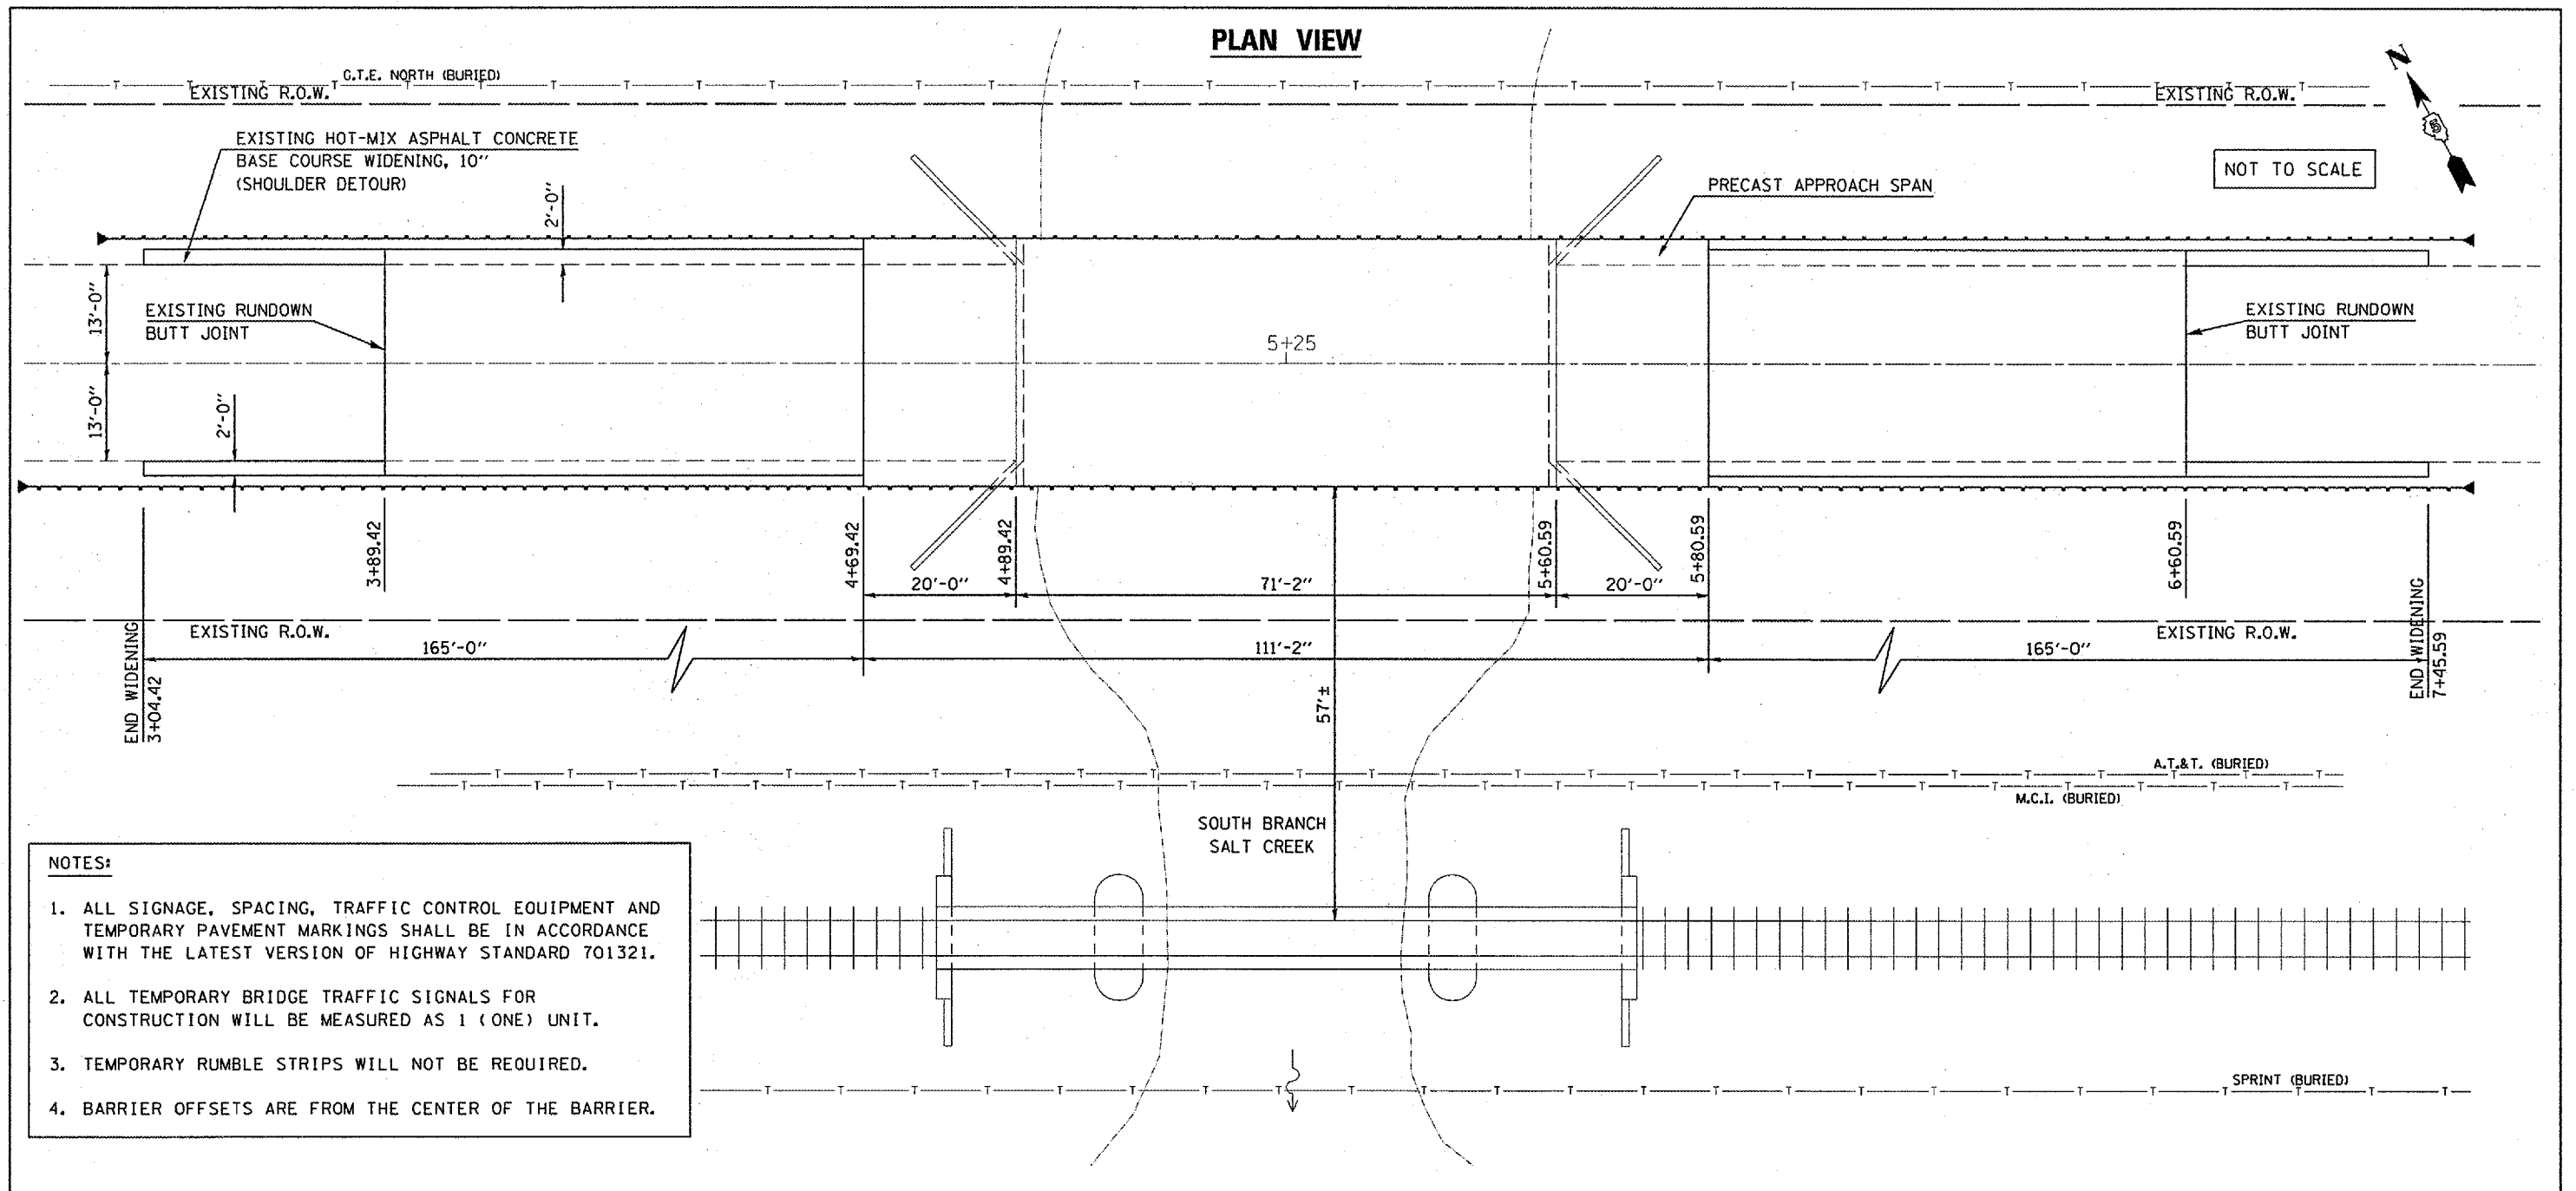 PLAN VIEW
G.T.E. NORTH (BURIED)
EXISTING R.O.W.
EXISTING R.O.W.
N
5
NOT TO SCALE
EXISTING HOT-MIX ASPHALT CONCRETE
BASE COURSE WIDENING, 10"
(SHOULDER DETOUR)
PRECAST APPROACH SPAN
2'-0"
13'-0"
EXISTING RUNDOWN
BUTT JOINT
5+25
EXISTING RUNDOWN
BUTT JOINT
13'-0"
2'-0"
3+89.42
4+69.42
4+89.42
5+60.59
5+80.59
6+60.59
20'-0"
71'-2"
20'-0"
END WIDENING
3+04.42
EXISTING R.O.W.
EXISTING R.O.W.
165'-0"
111'-2"
165'-0"
END WIDENING
7+45.59
57'±
A.T.&T. (BURIED)
M.C.I. (BURIED)
SOUTH BRANCH
SALT CREEK
NOTES:
1. ALL SIGNAGE, SPACING, TRAFFIC CONTROL EQUIPMENT AND
TEMPORARY PAVEMENT MARKINGS SHALL BE IN ACCORDANCE
WITH THE LATEST VERSION OF HIGHWAY STANDARD 701321.
2. ALL TEMPORARY BRIDGE TRAFFIC SIGNALS FOR
CONSTRUCTION WILL BE MEASURED AS 1 (ONE) UNIT.
3. TEMPORARY RUMBLE STRIPS WILL NOT BE REQUIRED.
4. BARRIER OFFSETS ARE FROM THE CENTER OF THE BARRIER.
SPRINT (BURIED)